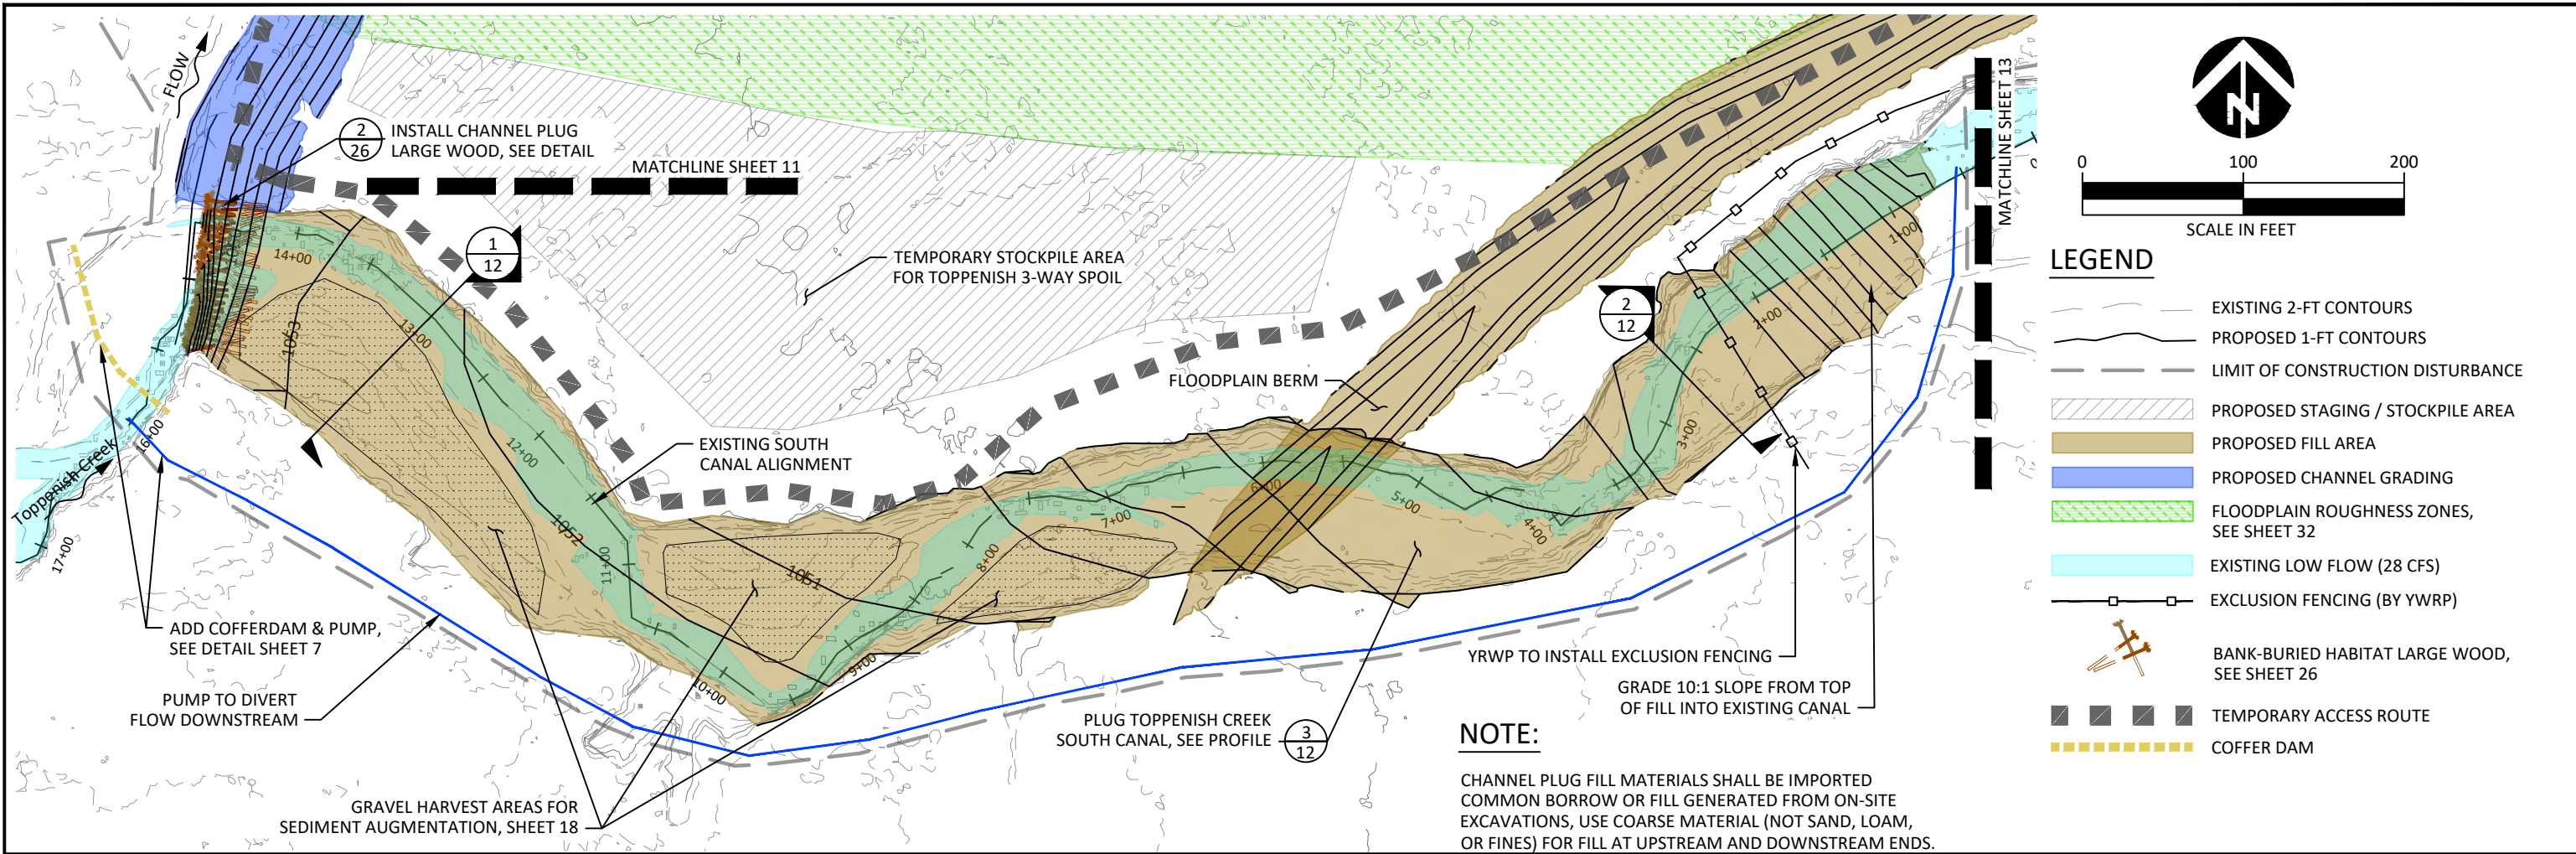 FLOW
2
26
INSTALL CHANNEL PLUG
LARGE WOOD, SEE DETAIL
MATCHLINE SHEET 11
1
12
TEMPORARY STOCKPILE AREA
FOR TOPPENISH 3-WAY SPOIL
14+00
13+00
1053
12+00
1052
11+00
EXISTING SOUTH
CANAL ALIGNMENT
Toppenish Creek
16+00
17+00
ADD COFFERDAM & PUMP,
SEE DETAIL SHEET 7
PUMP TO DIVERT
FLOW DOWNSTREAM
GRAVEL HARVEST AREAS FOR
SEDIMENT AUGMENTATION, SHEET 18
1051
10+00
9+00
8+00
7+00
6+00
5+00
4+00
3+00
2+00
1+00
FLOODPLAIN BERM
2
12
MATCHLINE SHEET 13
YRWP TO INSTALL EXCLUSION FENCING
GRADE 10:1 SLOPE FROM TOP
OF FILL INTO EXISTING CANAL
PLUG TOPPENISH CREEK
SOUTH CANAL, SEE PROFILE
3
12
NOTE:
CHANNEL PLUG FILL MATERIALS SHALL BE IMPORTED
COMMON BORROW OR FILL GENERATED FROM ON-SITE
EXCAVATIONS, USE COARSE MATERIAL (NOT SAND, LOAM,
OR FINES) FOR FILL AT UPSTREAM AND DOWNSTREAM ENDS.
N
0 100 200
SCALE IN FEET
LEGEND
EXISTING 2-FT CONTOURS
PROPOSED 1-FT CONTOURS
LIMIT OF CONSTRUCTION DISTURBANCE
PROPOSED STAGING / STOCKPILE AREA
PROPOSED FILL AREA
PROPOSED CHANNEL GRADING
FLOODPLAIN ROUGHNESS ZONES,
SEE SHEET 32
EXISTING LOW FLOW (28 CFS)
EXCLUSION FENCING (BY YWRP)
BANK-BURIED HABITAT LARGE WOOD,
SEE SHEET 26
TEMPORARY ACCESS ROUTE
COFFER DAM